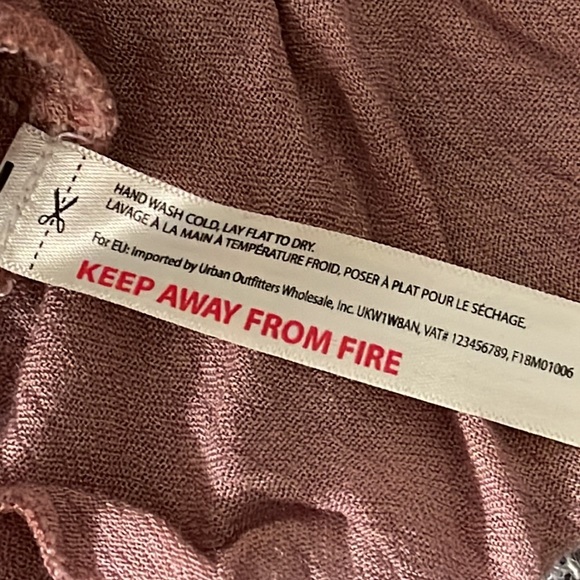 HAND WASH COLD, LAY FLAT TO DRY.
LAVAGE À LA MAIN À TEMPÉRATURE FROID, POSER À PLAT POUR LE SÉCHAGE.
For EU: Imported by Urban Outfitters Wholesale, Inc. UKW1W8AN, VAT# 123456789, F18M01006
KEEP AWAY FROM FIRE